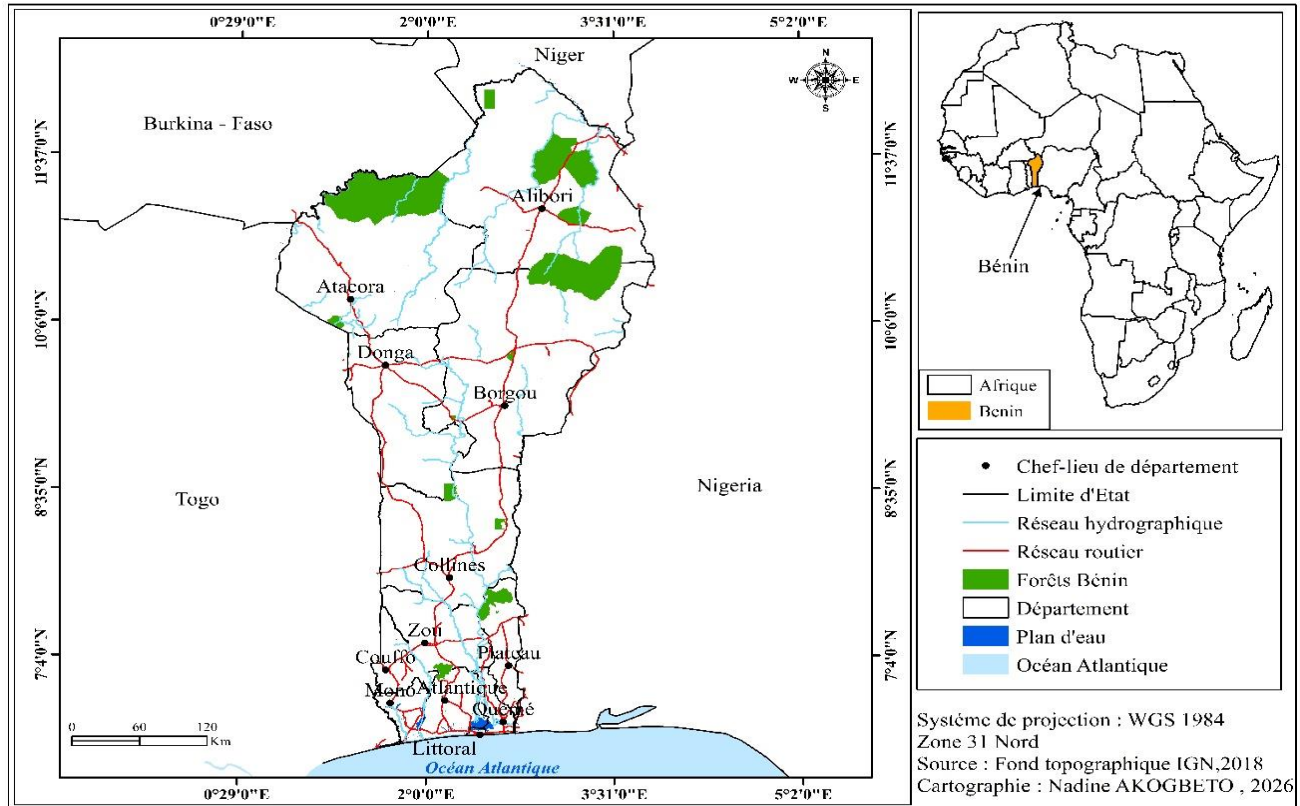 0°29'0"E
2°0'0"E
3°31'0"E
5°2'0"E
Niger
N
W
E
S
Burkina - Faso
11°37'0"N
11°37'0"N
Alibori
Atacora
10°6'0"N
10°6'0"N
Donga
Borgou
8°35'0"N
8°35'0"N
Togo
Nigeria
Collines
Zou
7°4'0"N
7°4'0"N
Couffo
Plateau
Mono
Atlantique
Ouémé
0
60
120
Km
Littoral
Océan Atlantique
0°29'0"E
2°0'0"E
3°31'0"E
5°2'0"E
Bénin
Afrique
Benin
Chef-lieu de département
Limite d'Etat
Réseau hydrographique
Réseau routier
Forêts Bénin
Département
Plan d'eau
Océan Atlantique
Systéme de projection : WGS 1984
Zone 31 Nord
Source : Fond topographique IGN,2018
Cartographie : Nadine AKOGBETO , 2026